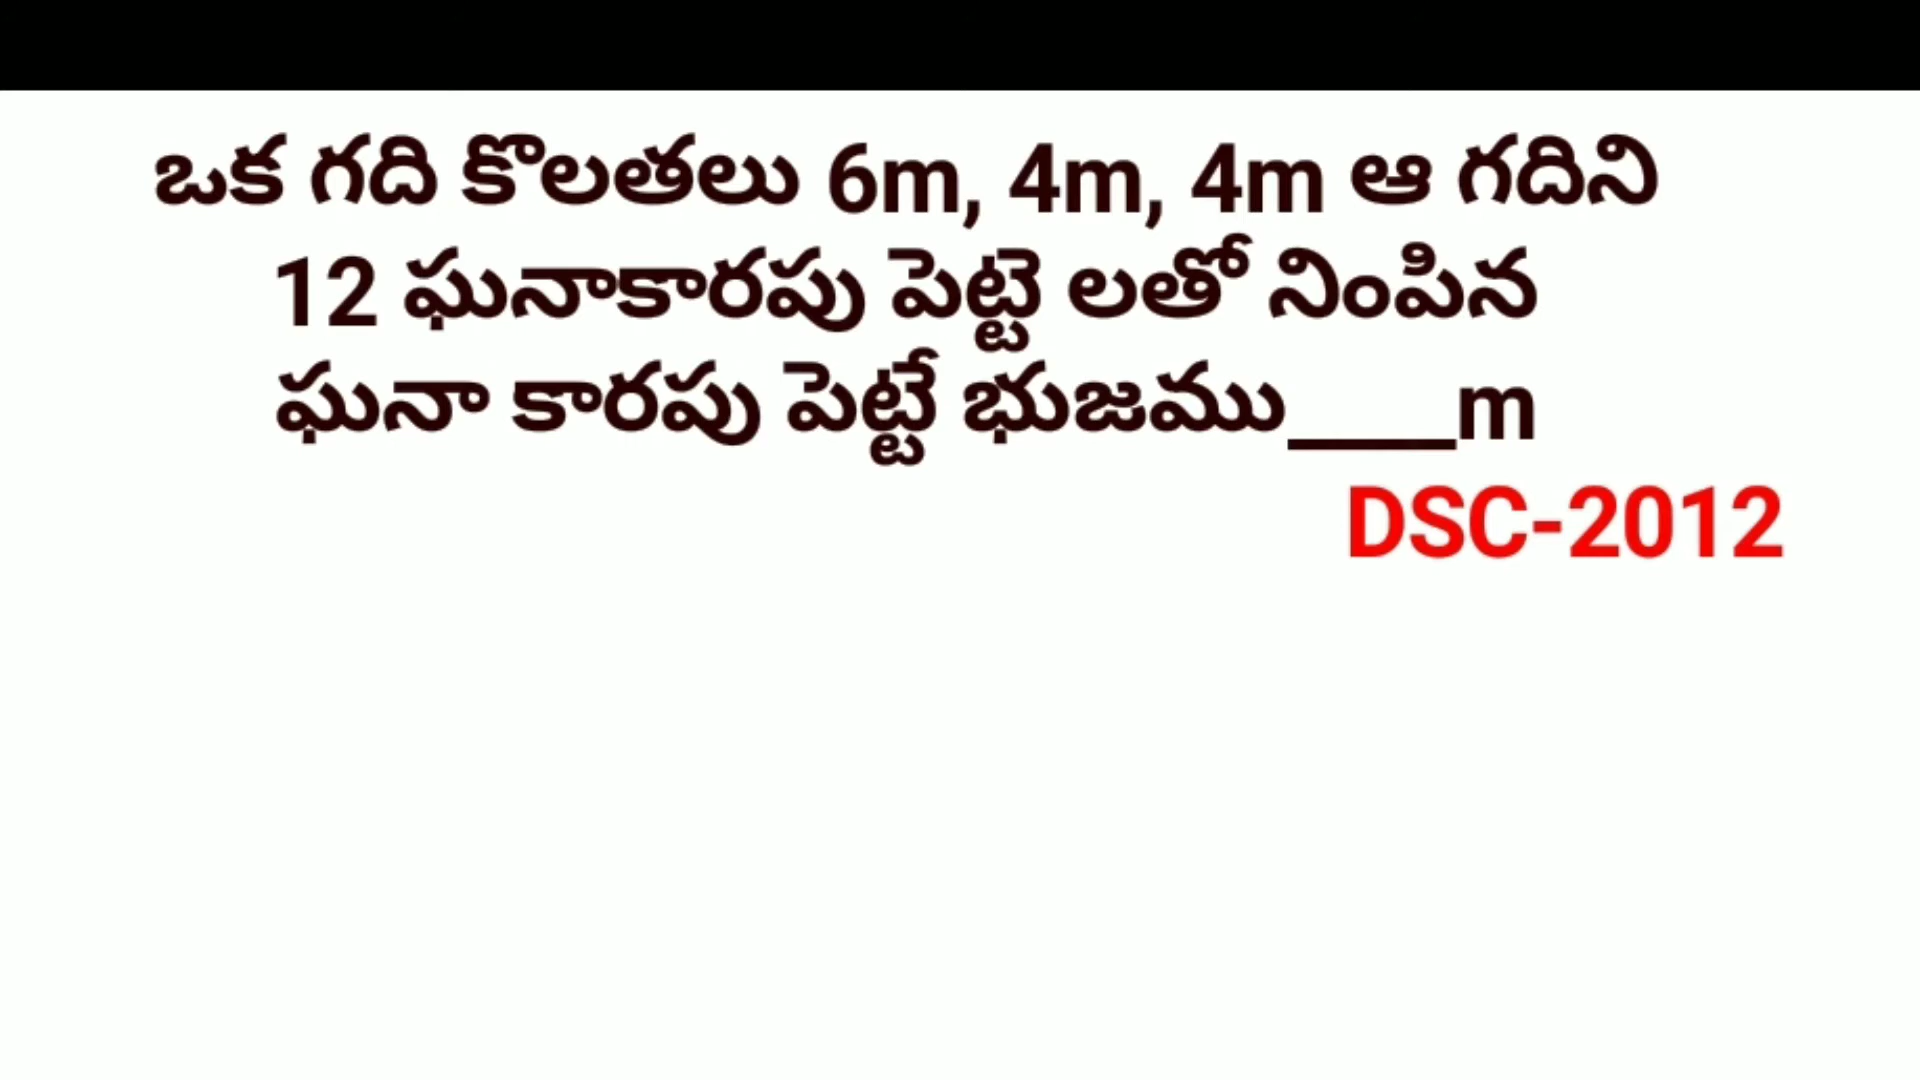 ఒక గది కొలతలు 6m, 4m, 4m ఆ గదిని
12 ఘనాకారపు పెట్టె లతో నింపిన
ఘనా కారపు పెట్టే భుజము____m
DSC-2012